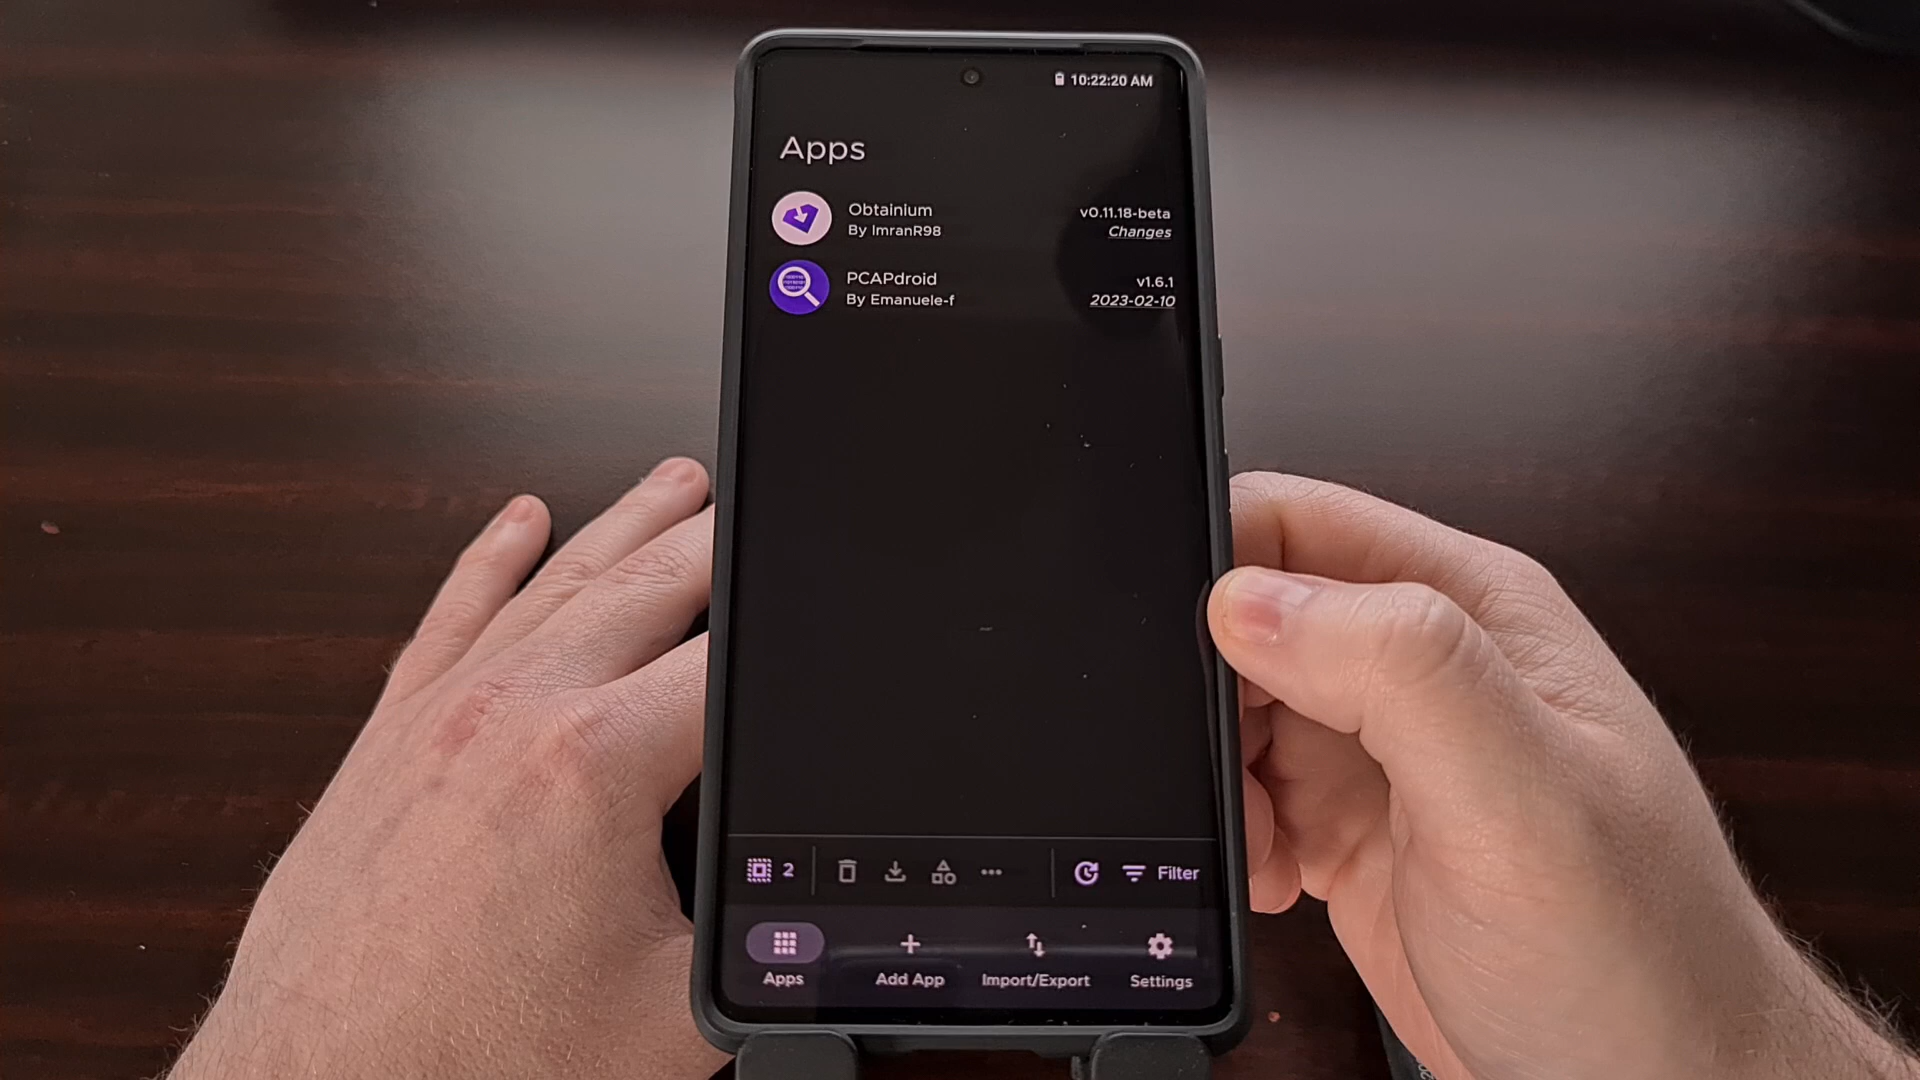 10:22:20 AM
Apps
Obtainium
v0.11.18-beta
By ImranR98
Changes
PCAPdroid
v1.6.1
By Emanuele-f
2023-02-10
2
Filter
Apps
Add App
Import/Export
Settings